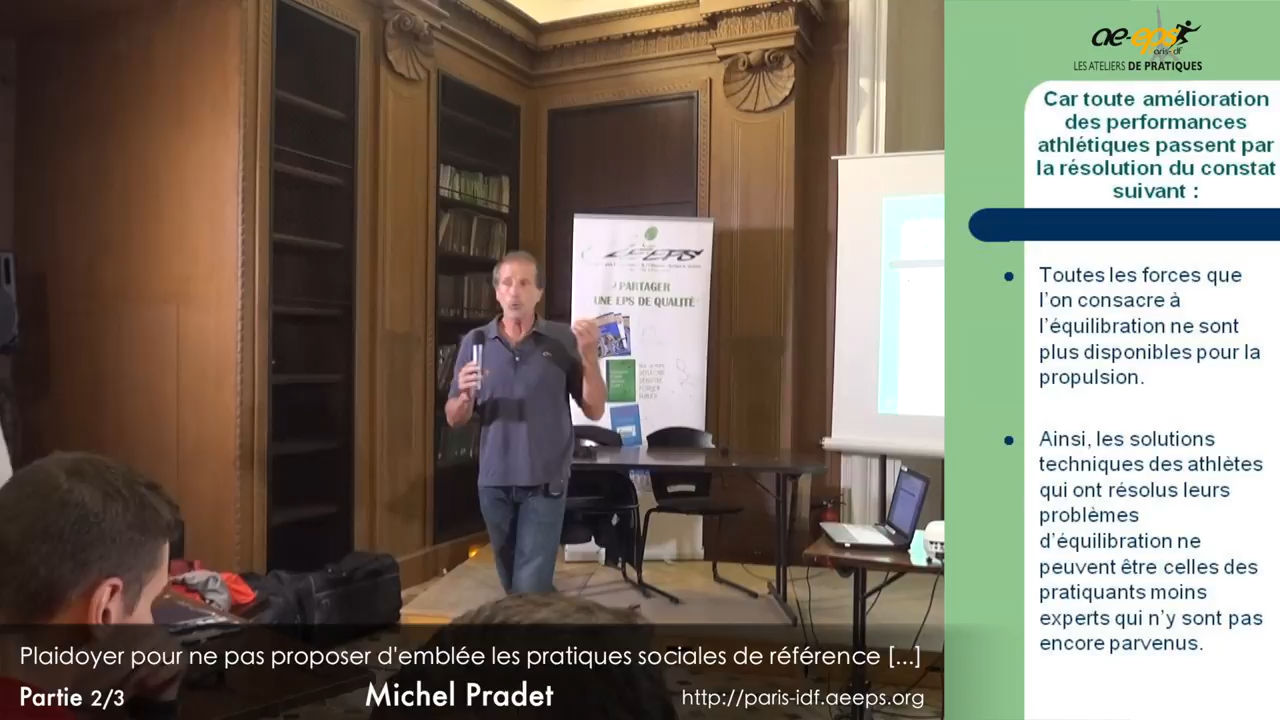 ae-eps
paris-idf
LES ATELIERS DE PRATIQUES
Car toute amélioration
des performances
athlétiques passent par
la résolution du constat
suivant :
• Toutes les forces que
l'on consacre à
l'équilibration ne sont
plus disponibles pour la
propulsion.
• Ainsi, les solutions
techniques des athlètes
qui ont résolus leurs
problèmes
d'équilibration ne
peuvent être celles des
pratiquants moins
experts qui n'y sont pas
encore parvenus.
PARTAGER
UNE EPS DE QUALITÉ
Plaidoyer pour ne pas proposer d'emblée les pratiques sociales de référence [...]
Partie 2/3
Michel Pradet
http://paris-idf.aeeps.org